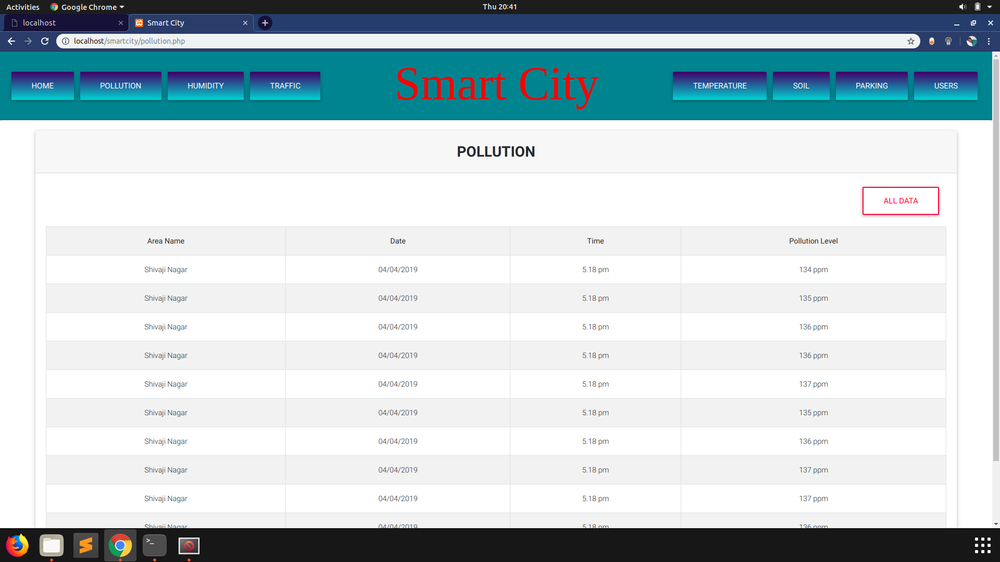 Activities Google Chrome Thu 20:41
localhost Smart City
localhost/smartcity/pollution.php
HOME POLLUTION HUMIDITY TRAFFIC Smart City TEMPERATURE SOIL PARKING USERS
POLLUTION
ALL DATA
Area Name Date Time Pollution Level
Shivaji Nagar 04/04/2019 5.18 pm 134 ppm
Shivaji Nagar 04/04/2019 5.18 pm 135 ppm
Shivaji Nagar 04/04/2019 5.18 pm 136 ppm
Shivaji Nagar 04/04/2019 5.18 pm 136 ppm
Shivaji Nagar 04/04/2019 5.18 pm 137 ppm
Shivaji Nagar 04/04/2019 5.18 pm 135 ppm
Shivaji Nagar 04/04/2019 5.18 pm 136 ppm
Shivaji Nagar 04/04/2019 5.18 pm 137 ppm
Shivaji Nagar 04/04/2019 5.18 pm 137 ppm
Shivaji Nagar 04/04/2019 5.18 pm 136 ppm
>_